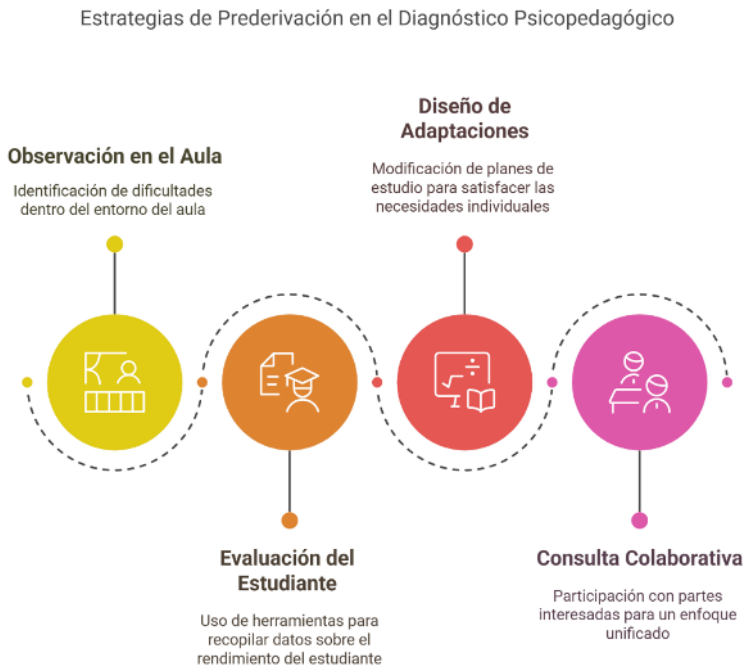 Estrategias de Prederivación en el Diagnóstico Psicopedagógico
Observación en el Aula
Identificación de dificultades
dentro del entorno del aula
Evaluación del
Estudiante
Uso de herramientas para
recopilar datos sobre el
rendimiento del estudiante
Diseño de
Adaptaciones
Modificación de planes de
estudio para satisfacer las
necesidades individuales
Consulta Colaborativa
Participación con partes
interesadas para un enfoque
unificado